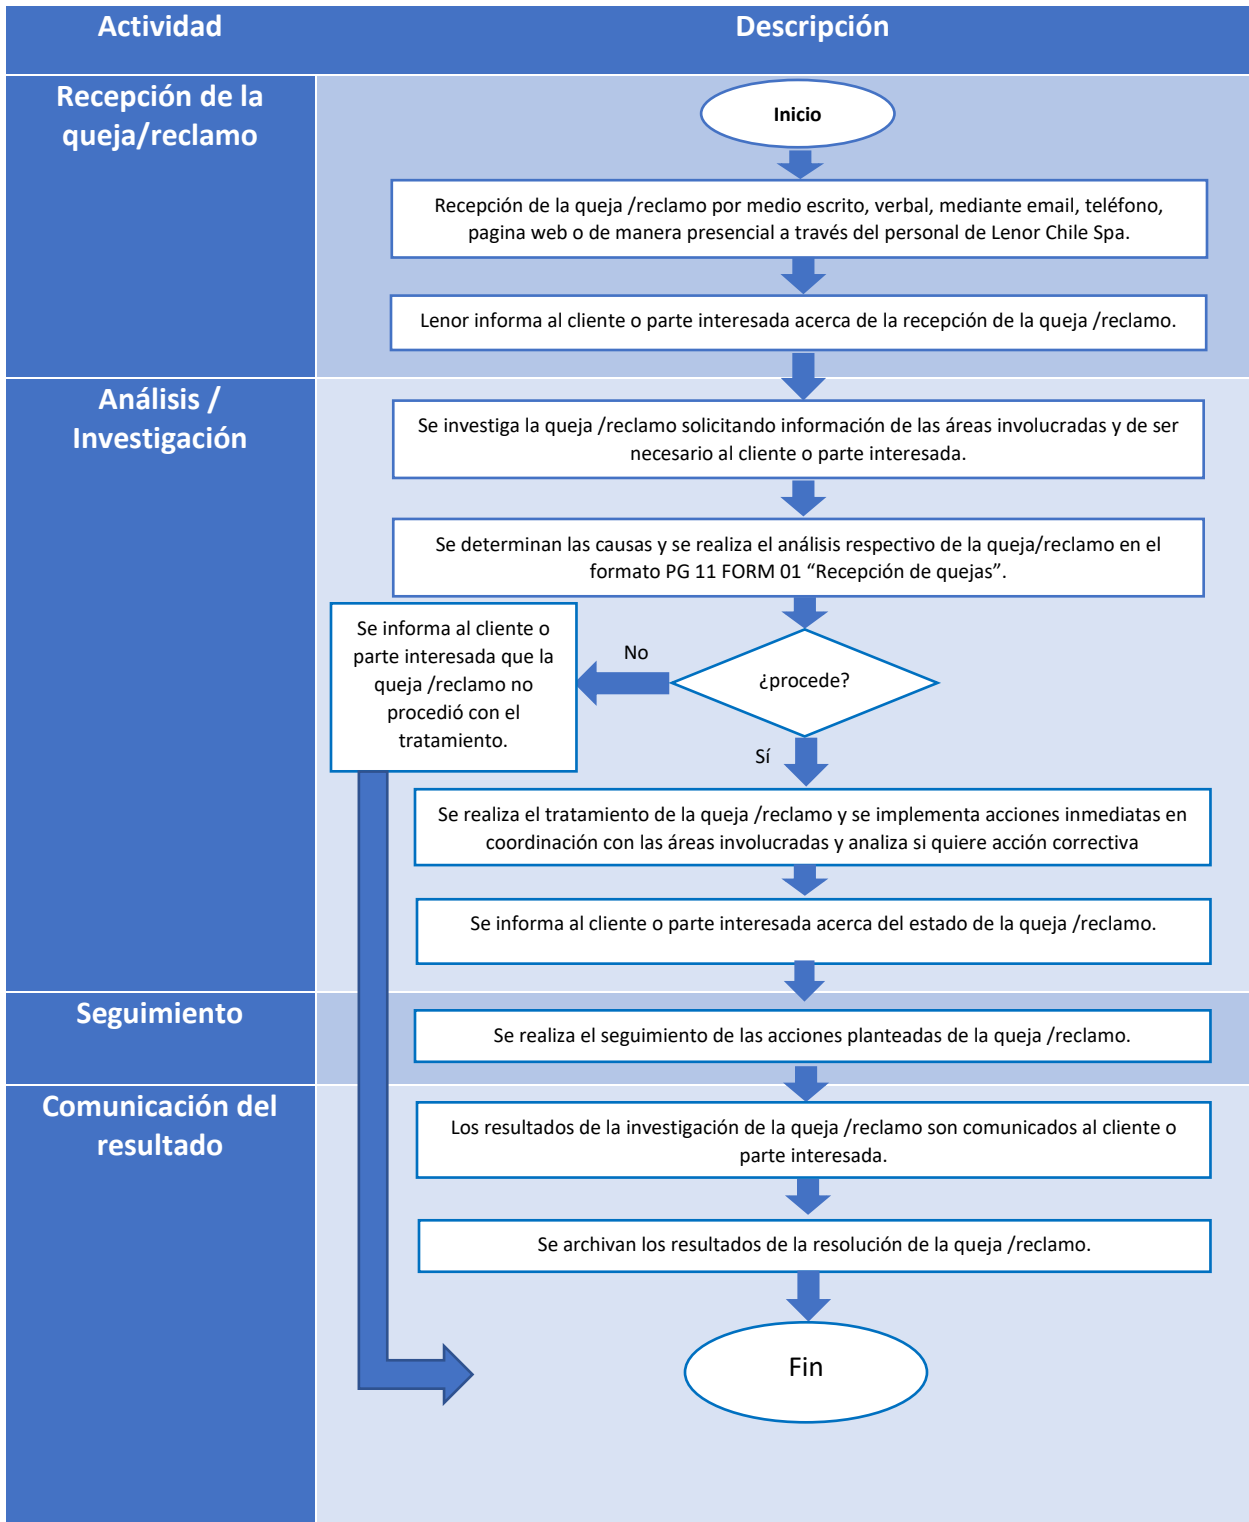 Actividad
Descripción
Recepción de la
queja/reclamo
Inicio
Recepción de la queja /reclamo por medio escrito, verbal, mediante email, teléfono,
pagina web o de manera presencial a través del personal de Lenor Chile Spa.
Lenor informa al cliente o parte interesada acerca de la recepción de la queja /reclamo.
Análisis /
Investigación
Se investiga la queja /reclamo solicitando información de las áreas involucradas y de ser
necesario al cliente o parte interesada.
Se determinan las causas y se realiza el análisis respectivo de la queja/reclamo en el
formato PG 11 FORM 01 “Recepción de quejas”.
¿procede?
No
Se informa al cliente o
parte interesada que la
queja /reclamo no
procedió con el
tratamiento.
Sí
Se realiza el tratamiento de la queja /reclamo y se implementa acciones inmediatas en
coordinación con las áreas involucradas y analiza si quiere acción correctiva
Se informa al cliente o parte interesada acerca del estado de la queja /reclamo.
Seguimiento
Se realiza el seguimiento de las acciones planteadas de la queja /reclamo.
Comunicación del
resultado
Los resultados de la investigación de la queja /reclamo son comunicados al cliente o
parte interesada.
Se archivan los resultados de la resolución de la queja /reclamo.
Fin